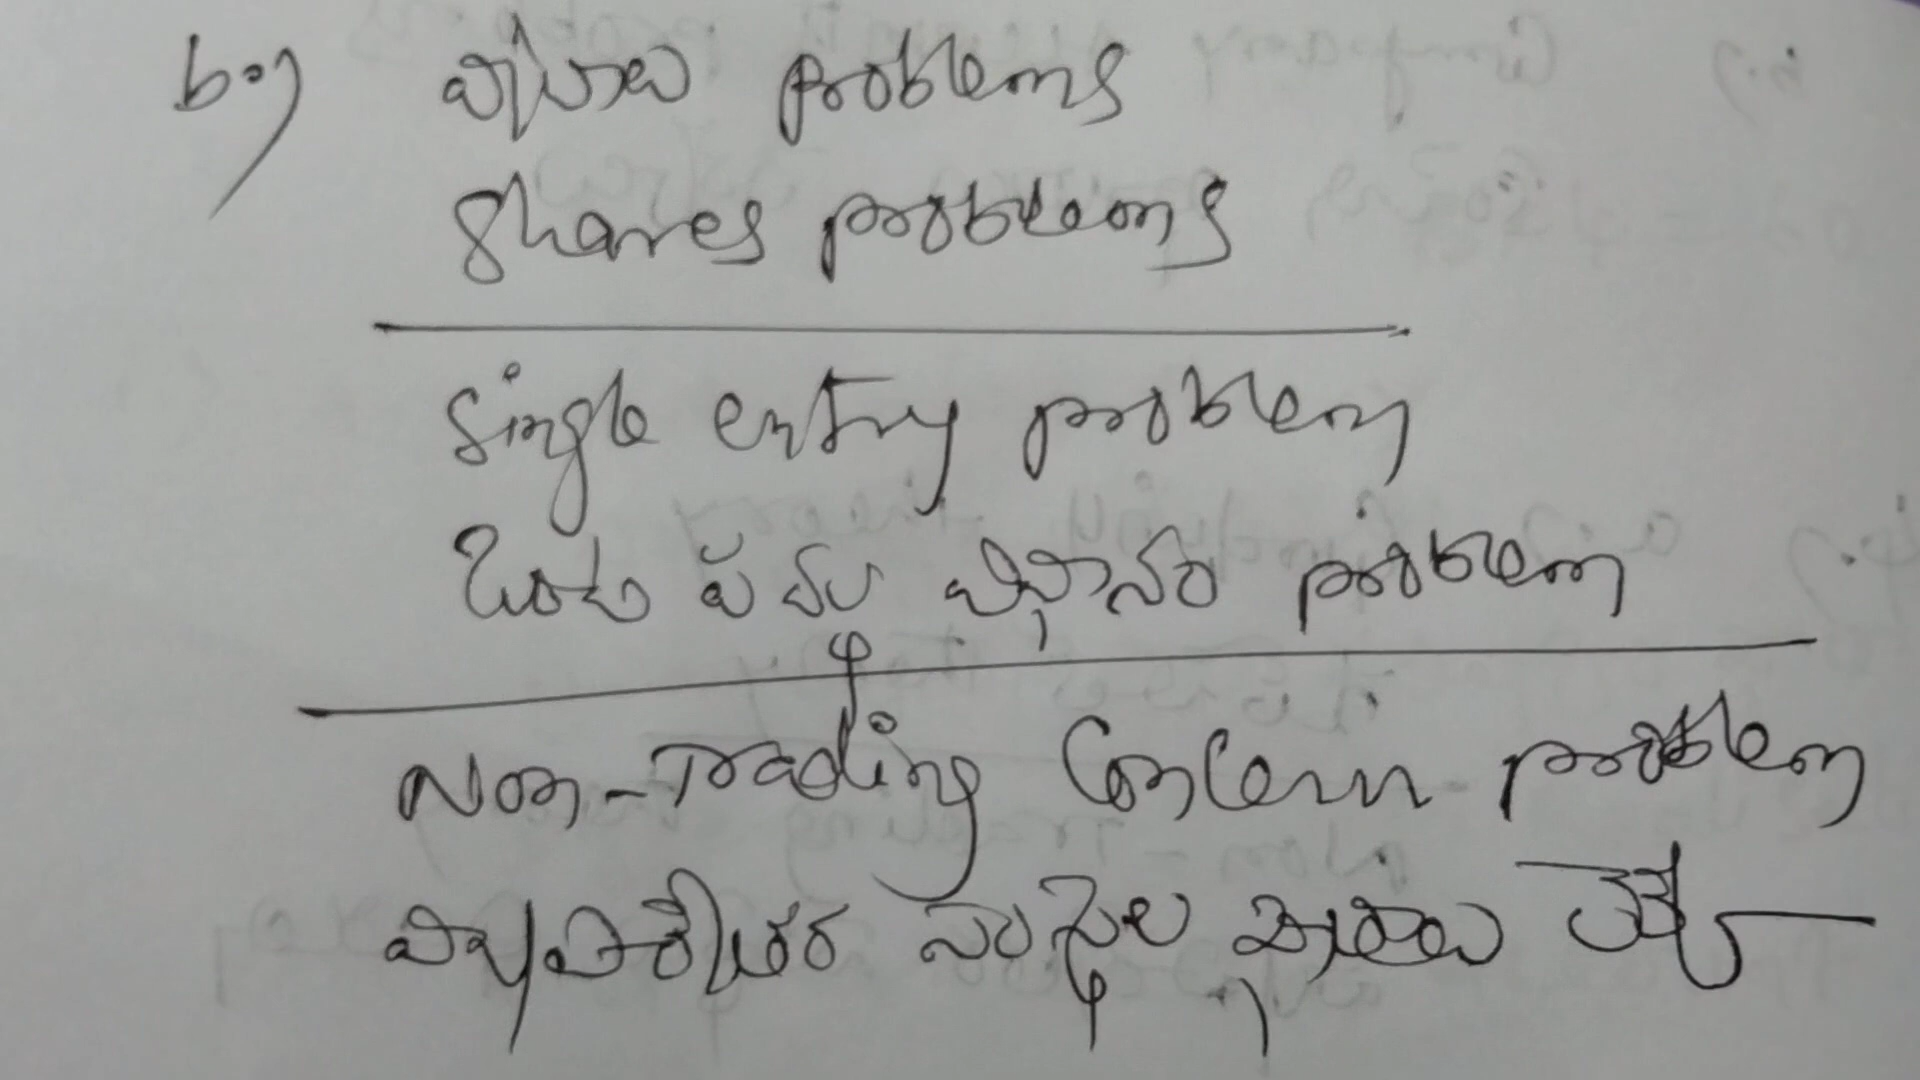 b.) వాటాల problems
Shares problems
Single entry problem
ఒంటి పద్దు విధానం problem
Non-Trading Concern problem
వ్యాపారేతర సంస్థల